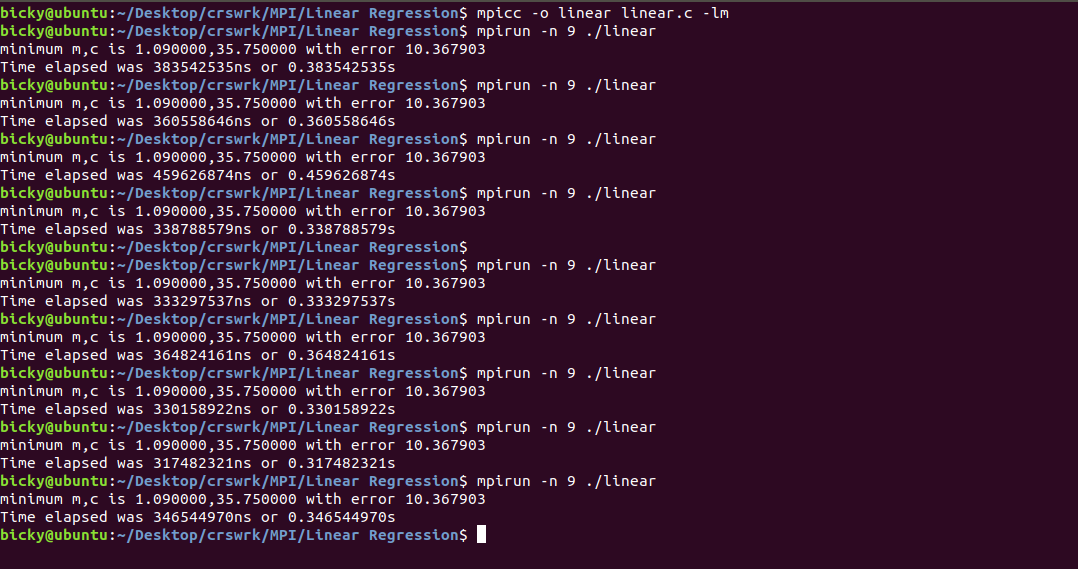 bicky@ubuntu:~/Desktop/crswrk/MPI/Linear Regression$ mpicc -o linear linear.c -lm
bicky@ubuntu:~/Desktop/crswrk/MPI/Linear Regression$ mpirun -n 9 ./linear
minimum m,c is 1.090000,35.750000 with error 10.367903
Time elapsed was 383542535ns or 0.383542535s
bicky@ubuntu:~/Desktop/crswrk/MPI/Linear Regression$ mpirun -n 9 ./linear
minimum m,c is 1.090000,35.750000 with error 10.367903
Time elapsed was 360558646ns or 0.360558646s
bicky@ubuntu:~/Desktop/crswrk/MPI/Linear Regression$ mpirun -n 9 ./linear
minimum m,c is 1.090000,35.750000 with error 10.367903
Time elapsed was 459626874ns or 0.459626874s
bicky@ubuntu:~/Desktop/crswrk/MPI/Linear Regression$ mpirun -n 9 ./linear
minimum m,c is 1.090000,35.750000 with error 10.367903
Time elapsed was 338788579ns or 0.338788579s
bicky@ubuntu:~/Desktop/crswrk/MPI/Linear Regression$
bicky@ubuntu:~/Desktop/crswrk/MPI/Linear Regression$ mpirun -n 9 ./linear
minimum m,c is 1.090000,35.750000 with error 10.367903
Time elapsed was 333297537ns or 0.333297537s
bicky@ubuntu:~/Desktop/crswrk/MPI/Linear Regression$ mpirun -n 9 ./linear
minimum m,c is 1.090000,35.750000 with error 10.367903
Time elapsed was 364824161ns or 0.364824161s
bicky@ubuntu:~/Desktop/crswrk/MPI/Linear Regression$ mpirun -n 9 ./linear
minimum m,c is 1.090000,35.750000 with error 10.367903
Time elapsed was 330158922ns or 0.330158922s
bicky@ubuntu:~/Desktop/crswrk/MPI/Linear Regression$ mpirun -n 9 ./linear
minimum m,c is 1.090000,35.750000 with error 10.367903
Time elapsed was 317482321ns or 0.317482321s
bicky@ubuntu:~/Desktop/crswrk/MPI/Linear Regression$ mpirun -n 9 ./linear
minimum m,c is 1.090000,35.750000 with error 10.367903
Time elapsed was 346544970ns or 0.346544970s
bicky@ubuntu:~/Desktop/crswrk/MPI/Linear Regression$